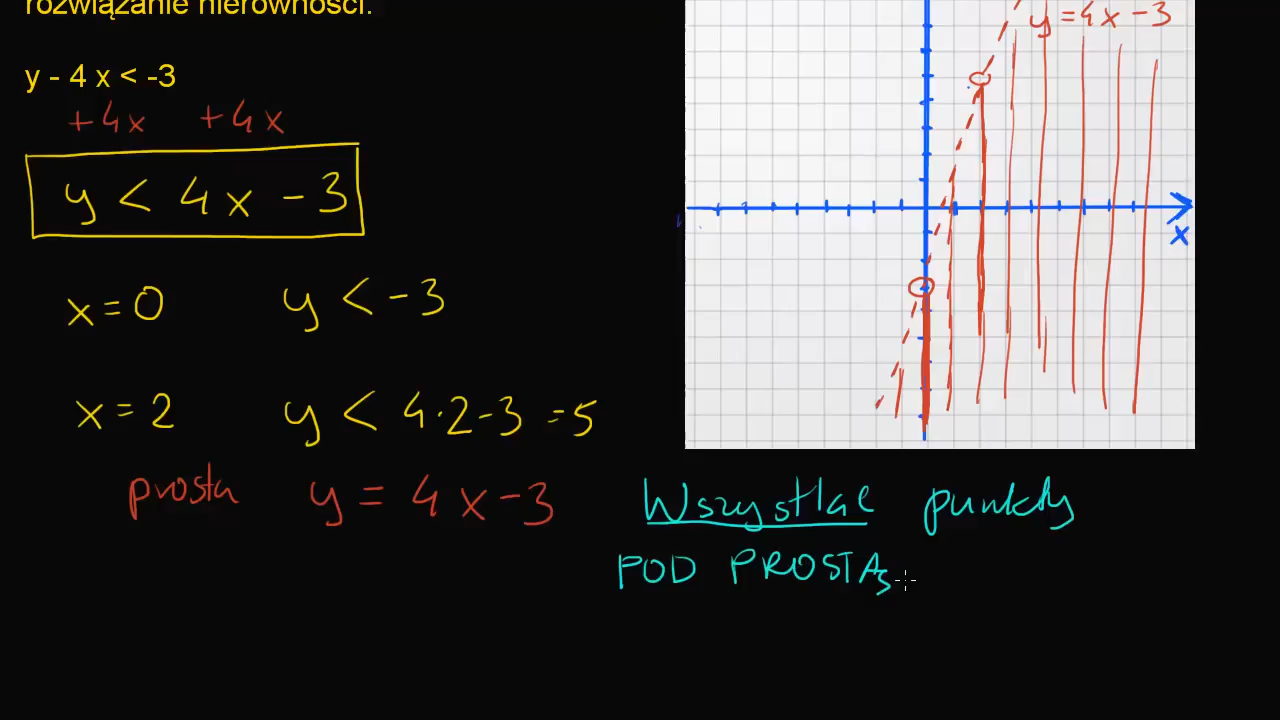 rozwiązanie nierówności.
y - 4 x < -3
+4x +4x
y < 4x - 3
x = 0 y < -3
x = 2 y < 4·2-3 =5
prosta y = 4x-3
y=4x-3
x
Wszystkie punkty
POD PROSTĄ